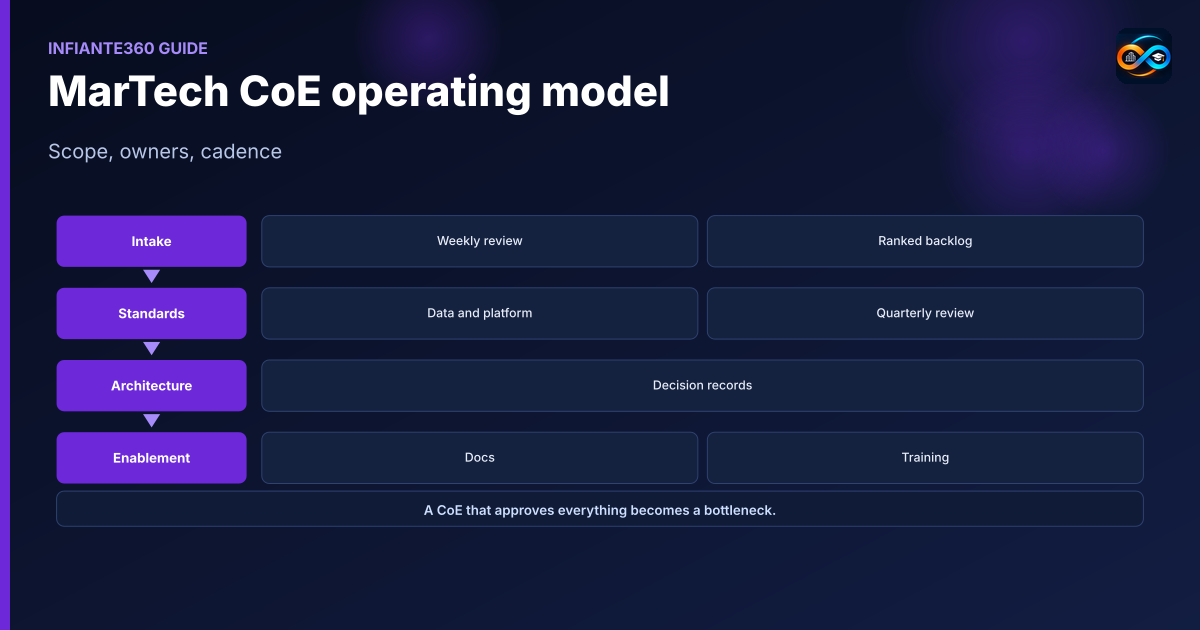 INFIANTE360 GUIDE
MarTech CoE operating model
Scope, owners, cadence
Intake
Weekly review
Ranked backlog
Standards
Data and platform
Quarterly review
Architecture
Decision records
Enablement
Docs
Training
A CoE that approves everything becomes a bottleneck.